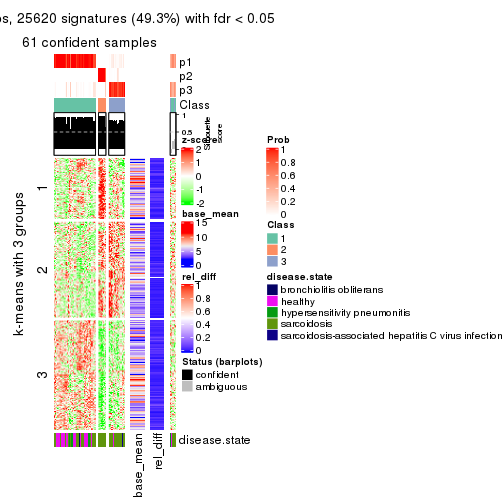 os, 25620 signatures (49.3%) with fdr < 0.05
61 confident samples
p1
p2
p3
Class
1
0.5
0
Silhouette
score
z-score
2
1
0
-1
-2
base_mean
15
10
5
0
rel_diff
1
0.8
0.6
0.4
0.2
0
Status (barplots)
confident
ambiguous
Prob
1
0.8
0.6
0.4
0.2
0
Class
1
2
3
disease.state
bronchiolitis obliterans
healthy
hypersensitivity pneumonitis
sarcoidosis
sarcoidosis-associated hepatitis C virus infection
k-means with 3 groups
1
2
3
disease.state
base_mean
rel_diff